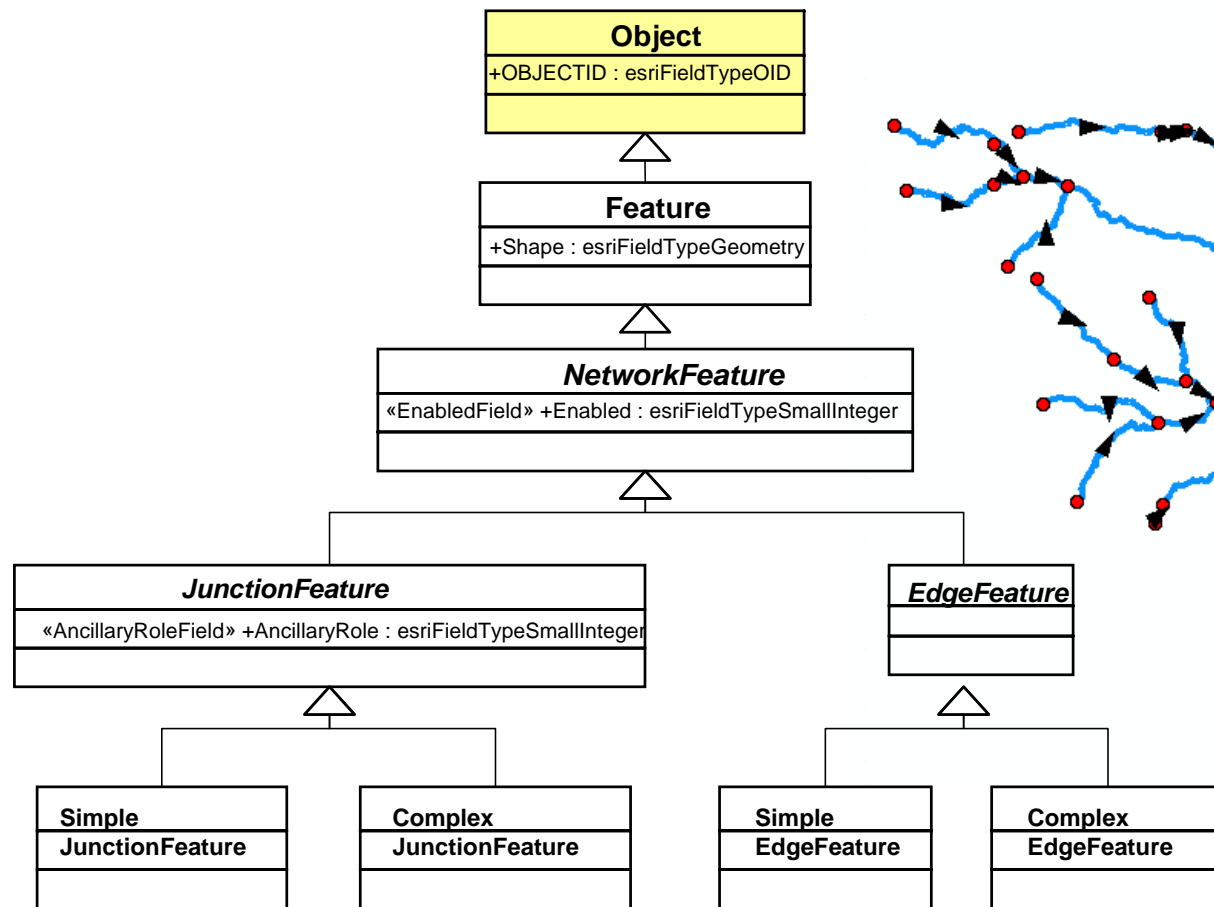 Object
+OBJECTID : esriFieldTypeOID
Feature
+Shape : esriFieldTypeGeometry
NetworkFeature
«EnabledField» +Enabled : esriFieldTypeSmallInteger
JunctionFeature
«AncillaryRoleField» +AncillaryRole : esriFieldTypeSmallInteger
EdgeFeature
Simple
JunctionFeature
Complex
JunctionFeature
Simple
EdgeFeature
Complex
EdgeFeature